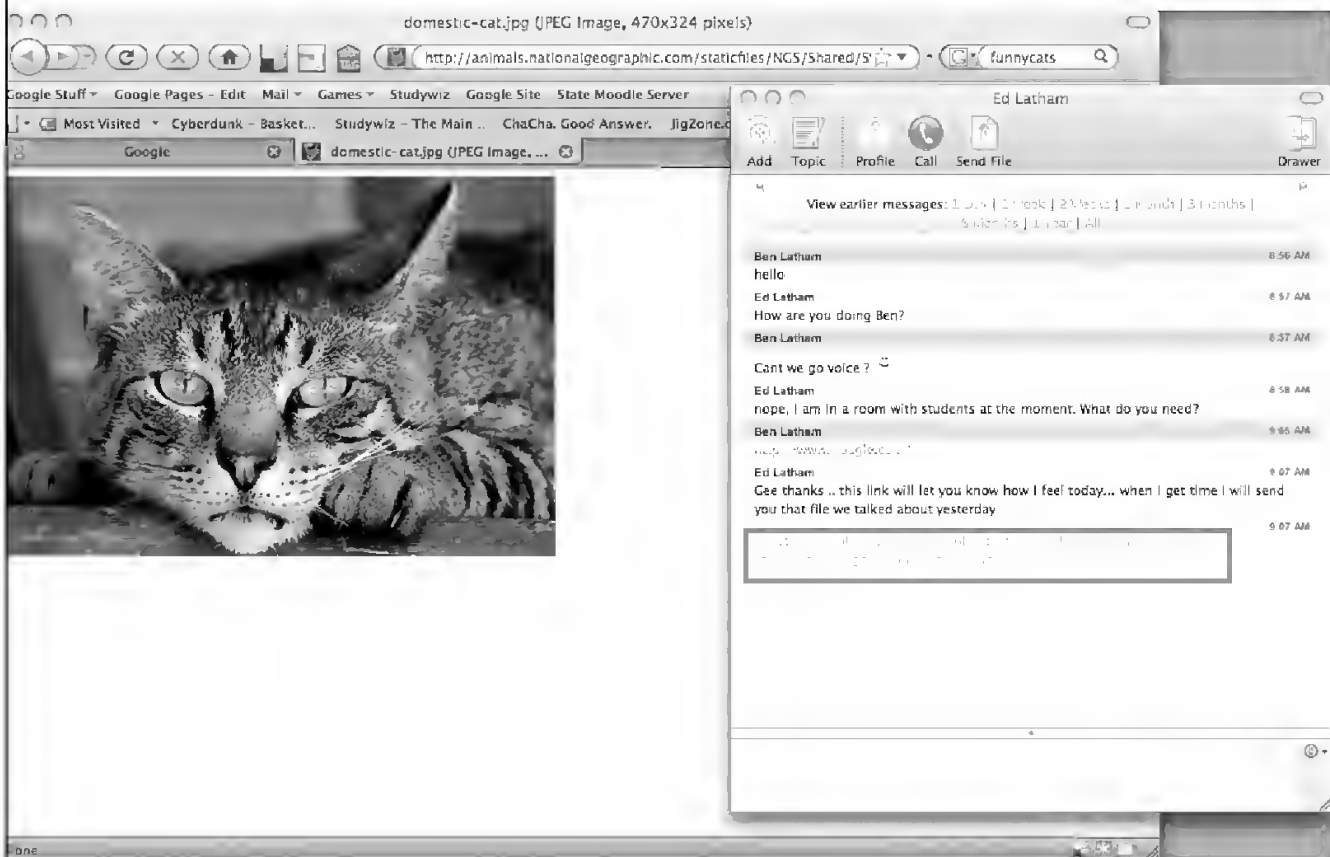 domestic-cat.jpg (JPEG Image, 470x324 pixels)
http://animals.nationalgeographic.com/staticfiles/NGS/Shared/S
funnycats
Google Stuff Google Pages - Edit Mail Games Studywiz Google Site State Moodle Server
Most Visited Cyberdunk - Basket... Studywiz - The Main .. ChaCha. Good Answer. JigZone.c
Google domestic-cat.jpg (JPEG Image, ...
Ed Latham
Add Topic Profile Call Send File Drawer
View earlier messages: 2 Weeks | 3 months |
All
Ben Latham 8:56 AM
hello
Ed Latham 8:57 AM
How are you doing Ben?
Ben Latham 8:57 AM
Cant we go voice ?
Ed Latham 8 58 AM
nope, I am in a room with students at the moment. What do you need?
Ben Latham AM
Ed Latham 9 07 AM
Gee thanks .. this link will let you know how I feel today... when I get time I will send
you that file we talked about yesterday
9 07 AM
one